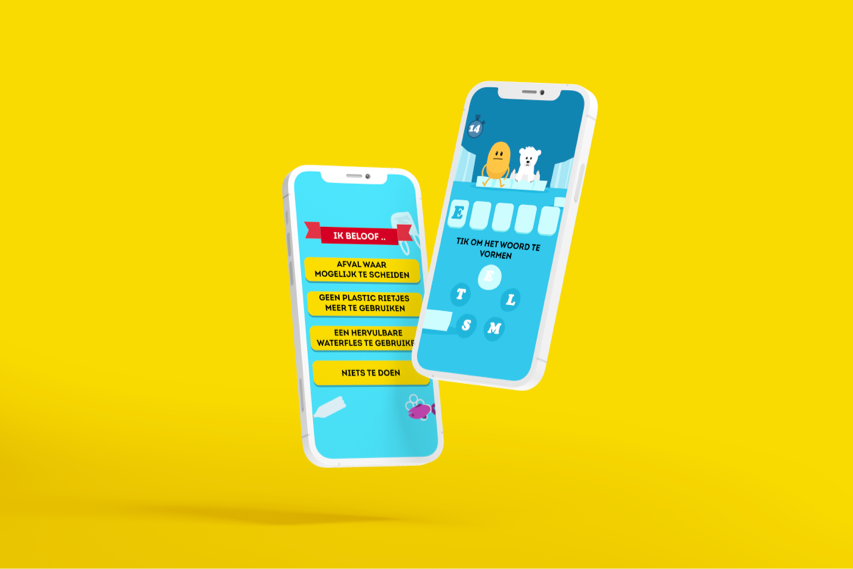 IK BELOOF ..
AFVAL WAAR
MOGELIJK TE SCHEIDEN
GEEN PLASTIC RIETJES
MEER TE GEBRUIKEN
EEN HERVULBARE
WATERFLES TE GEBRUIKE
NIETS TE DOEN
14
E
TIK OM HET WOORD TE
VORMEN
E
T L
S M